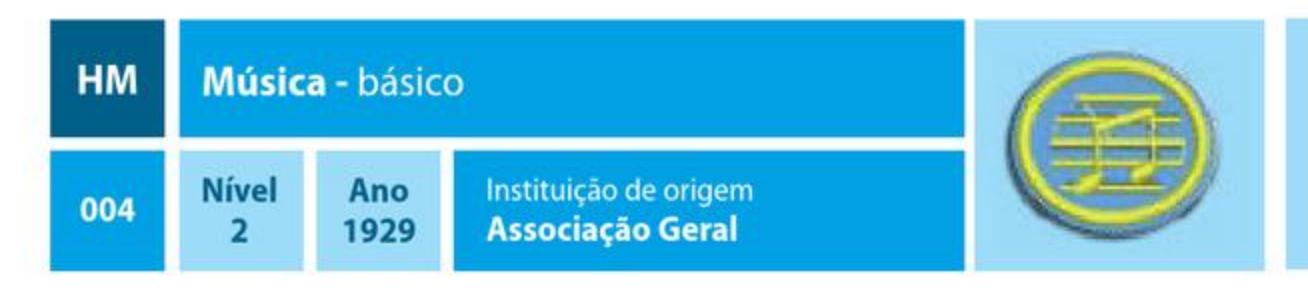 HM
Música - básico
004
Nível
2
Ano
1929
Instituição de origem
Associação Geral